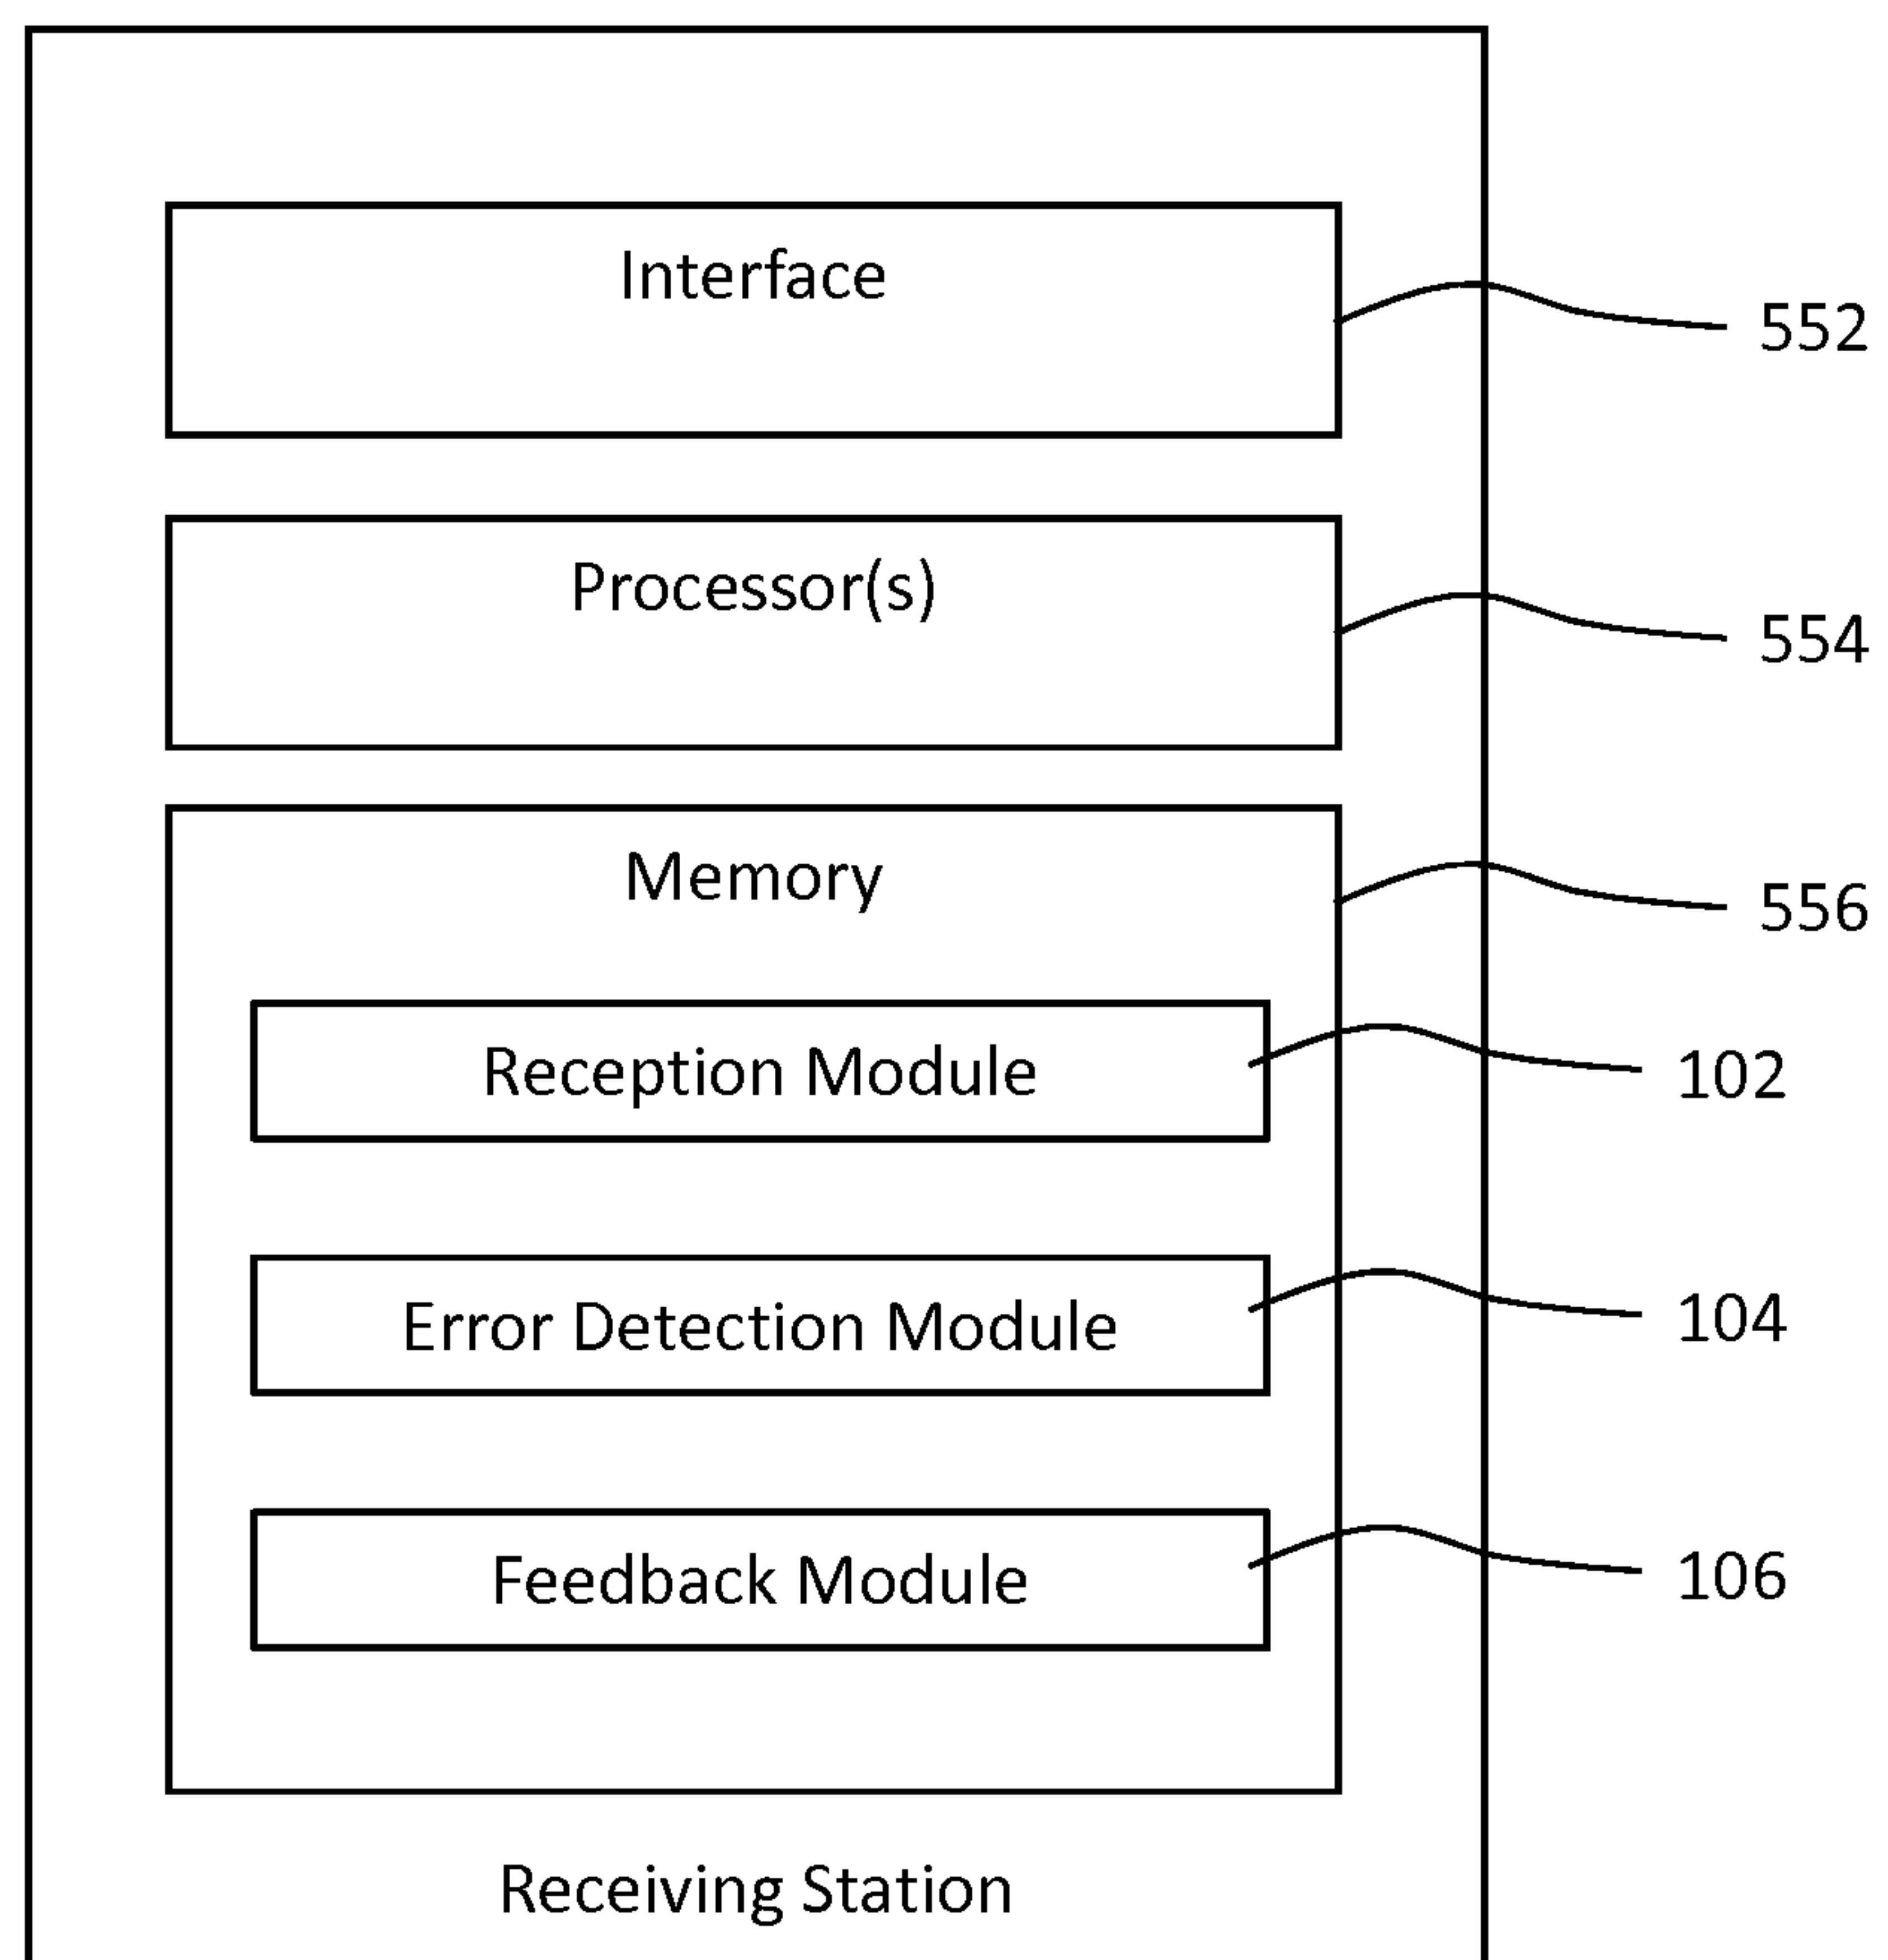 Interface
552
Processor(s)
554
Memory
556
Reception Module
102
Error Detection Module
104
Feedback Module
106
Receiving Station